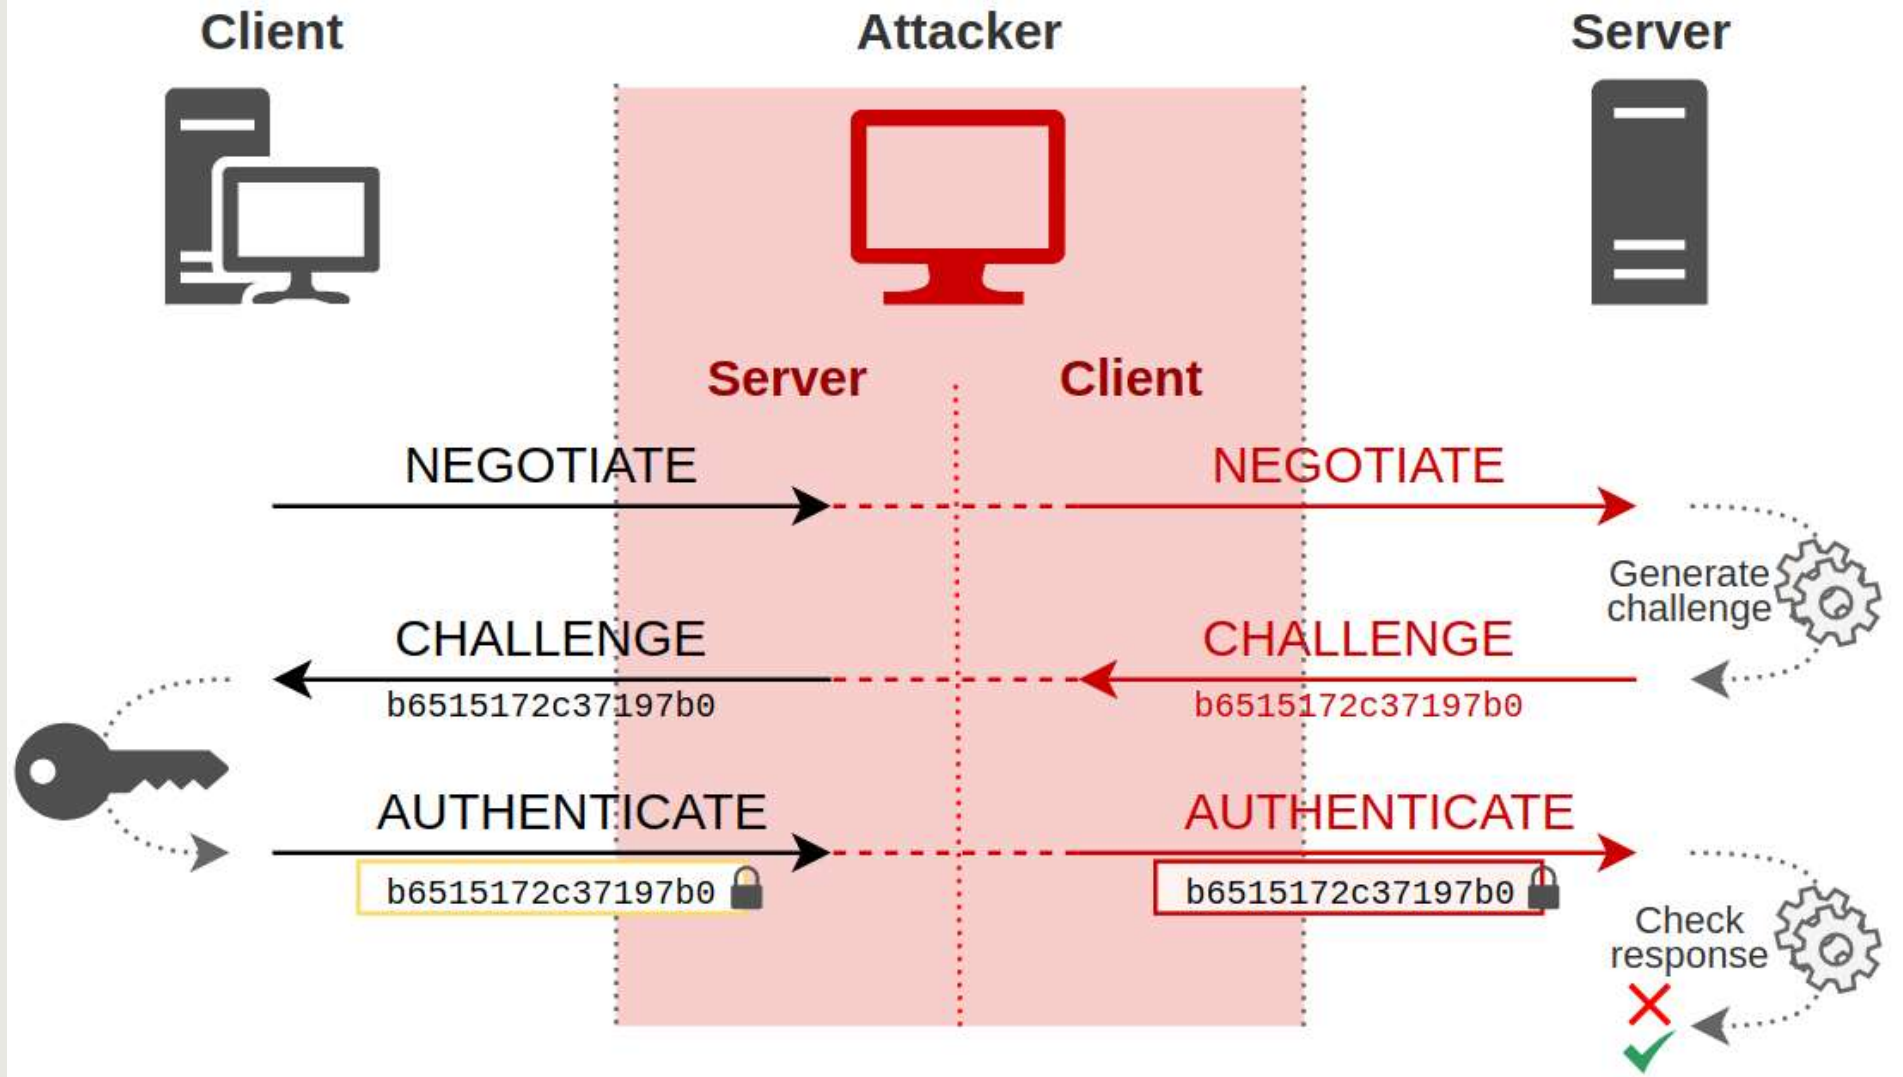 Client
Attacker
Server
Server
Client
NEGOTIATE
NEGOTIATE
Generate
challenge
CHALLENGE
CHALLENGE
b6515172c37197b0
b6515172c37197b0
AUTHENTICATE
AUTHENTICATE
b6515172c37197b0
b6515172c37197b0
Check
response